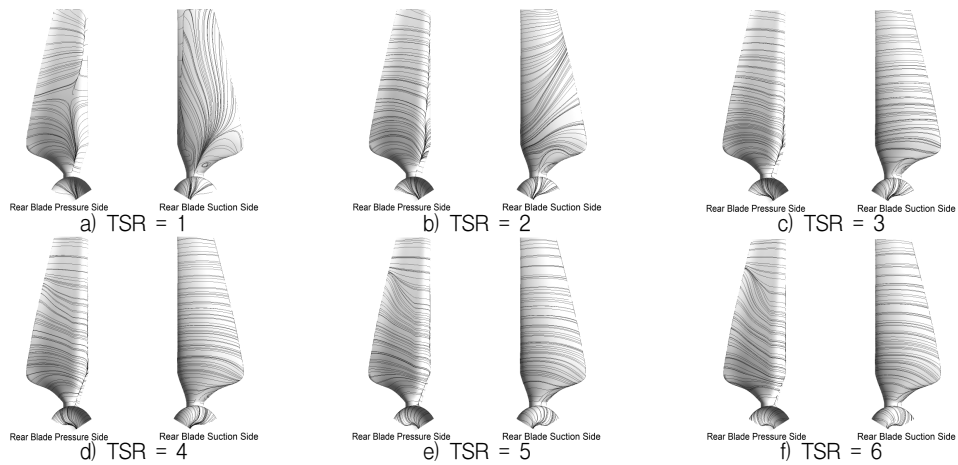 Rear Blade Pressure Side Rear Blade Suction Side
a) TSR = 1
Rear Blade Pressure Side Rear Blade Suction Side
b) TSR = 2
Rear Blade Pressure Side Rear Blade Suction Side
c) TSR = 3
Rear Blade Pressure Side Rear Blade Suction Side
d) TSR = 4
Rear Blade Pressure Side Rear Blade Suction Side
e) TSR = 5
Rear Blade Pressure Side Rear Blade Suction Side
f) TSR = 6